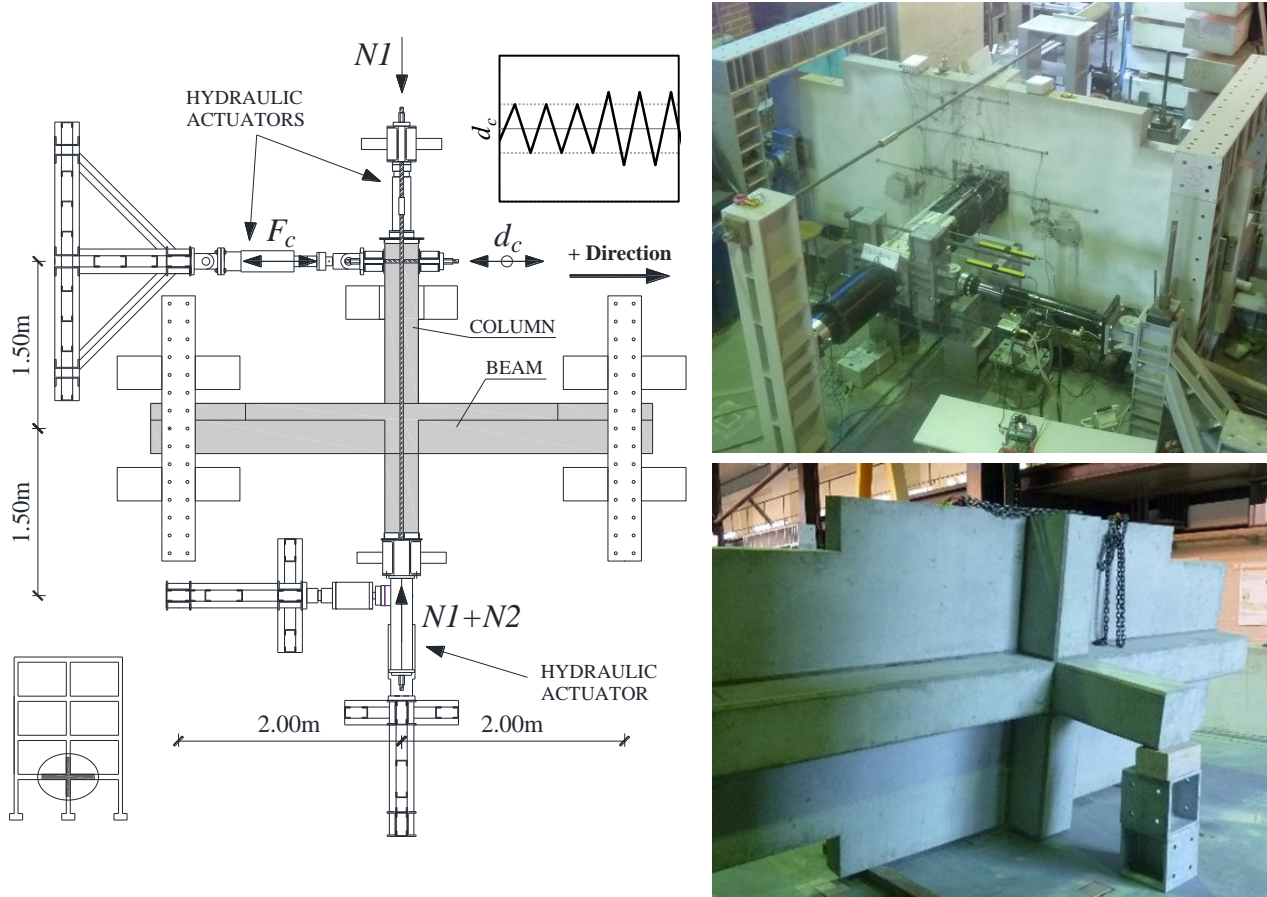 N1
HYDRAULIC
ACTUATORS
d_c
F_c
d_c
+ Direction
COLUMN
BEAM
1.50m
1.50m
N1+N2
HYDRAULIC
ACTUATOR
2.00m
2.00m